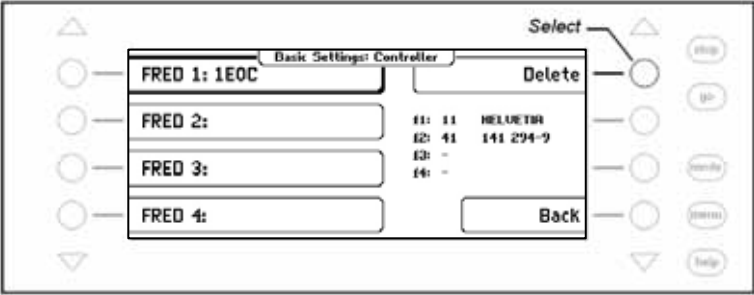 Select
Basic Settings: Controller
FRED 1: 1E0C
Delete
stop
go
FRED 2:
f1: 11 HELVETIA
f2: 41 141 294-9
f3: -
f4: -
FRED 3:
mode
FRED 4:
Back
menu
help